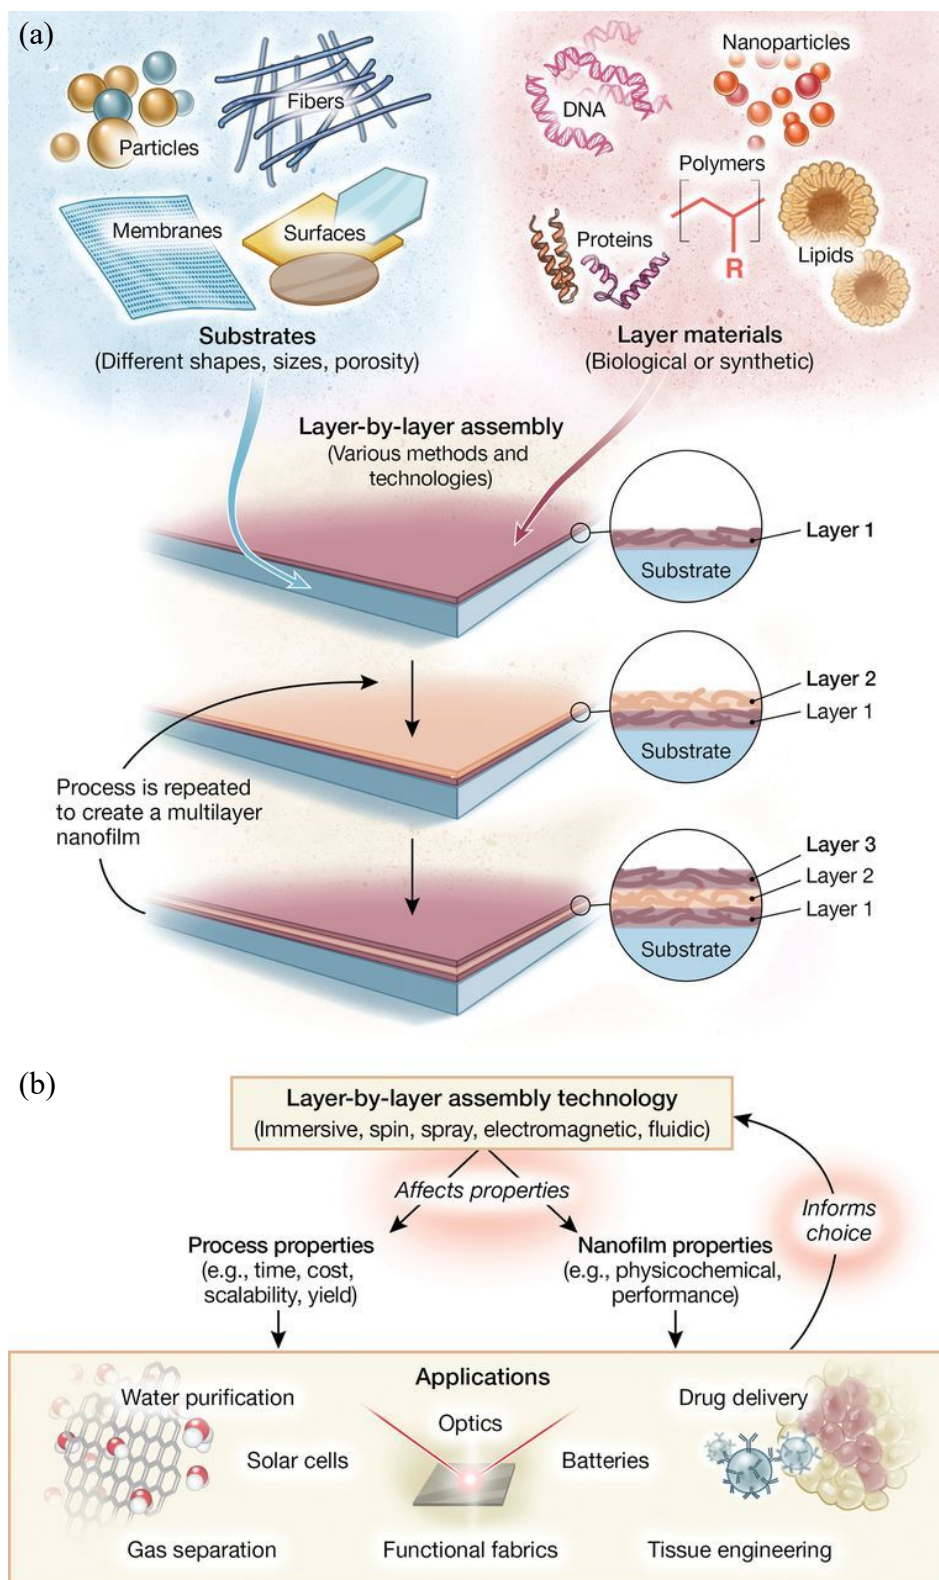 (a)
Particles
Fibers
Membranes
Surfaces
Substrates
(Different shapes, sizes, porosity)
DNA
Nanoparticles
Polymers
R
Proteins
Lipids
Layer materials
(Biological or synthetic)
Layer-by-layer assembly
(Various methods and
technologies)
Layer 1
Substrate
Layer 2
Layer 1
Substrate
Process is repeated
to create a multilayer
nanofilm
Layer 3
Layer 2
Layer 1
Substrate
(b)
Layer-by-layer assembly technology
(Immersive, spin, spray, electromagnetic, fluidic)
Affects properties
Informs
choice
Process properties
(e.g., time, cost,
scalability, yield)
Nanofilm properties
(e.g., physicochemical,
performance)
Applications
Water purification
Optics
Drug delivery
Solar cells
Batteries
Gas separation
Functional fabrics
Tissue engineering